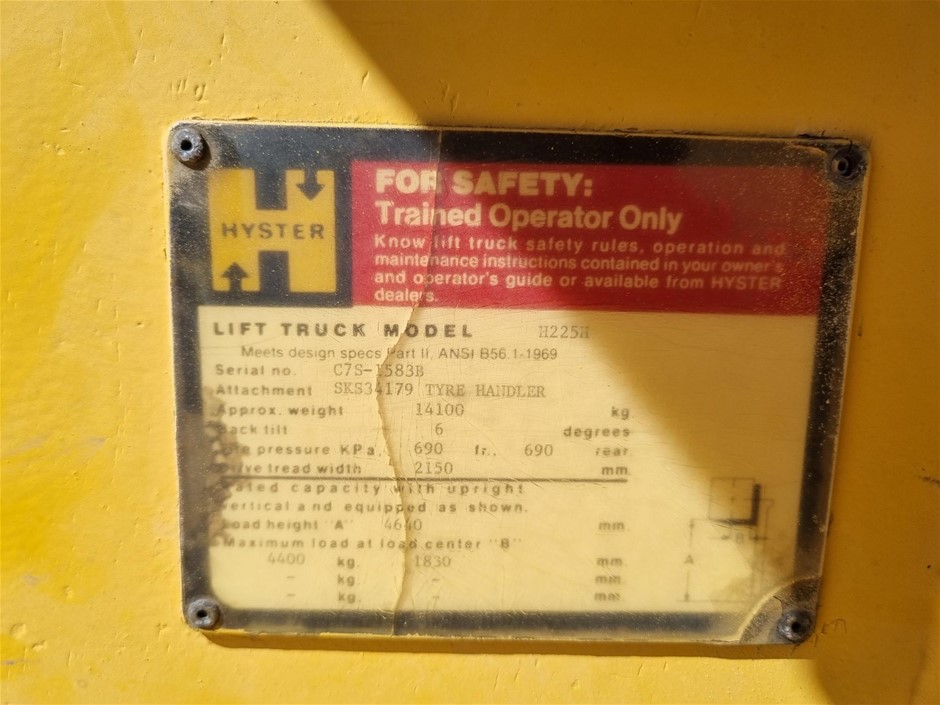 HYSTER
FOR SAFETY:
Trained Operator Only
Know lift truck safety rules, operation and
maintenance instructions contained in your owner's
and operator's guide or available from HYSTER
dealers.
LIFT TRUCK MODEL H225H
Meets design specs Part II, ANSI B56.1-1969
Serial no. C7S-1583B
Attachment SKS34179 TYRE HANDLER
Approx. weight 14100 kg.
Back tilt 6 degrees
pressure KPa. 690 fr., 690 rear.
Drive tread width 2150 mm.
Rated capacity with upright
vertical and equipped as shown.
Load height "A" 4640 mm.
Maximum load at load center "B"
4400 kg. 1830 mm.
- kg. - mm.
- kg. - mm.
B
A